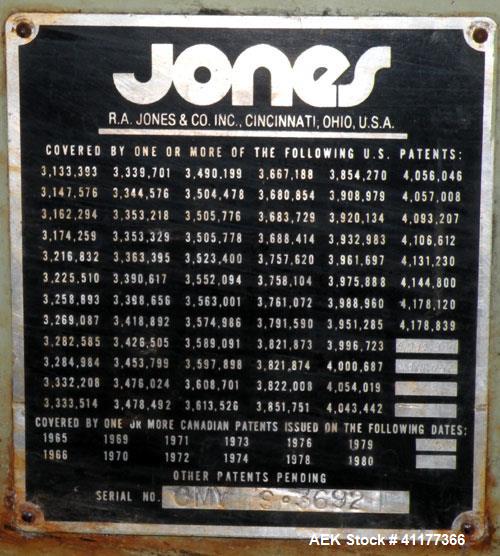 Jones
R.A. JONES & CO. INC., CINCINNATI, OHIO, U.S.A.
COVERED BY ONE OR MORE OF THE FOLLOWING U.S. PATENTS:
3,133,393 3,339,701 3,490,199 3,667,188 3,854,270 4,056,046
3,147,576 3,344,576 3,504,478 3,680,854 3,908,979 4,057,008
3,162,294 3,353,218 3,505,776 3,683,729 3,920,134 4,093,207
3,174,259 3,353,329 3,505,778 3,688,414 3,932,983 4,106,612
3,216,832 3,363,395 3,523,400 3,757,620 3,961,697 4,131,230
3,225,510 3,390,617 3,552,094 3,758,104 3,975,888 4,144,800
3,258,893 3,398,656 3,563,001 3,761,072 3,988,960 4,178,120
3,269,087 3,418,892 3,574,986 3,791,590 3,951,285 4,178,839
3,282,585 3,426,505 3,589,091 3,821,873 3,996,723
3,284,984 3,453,799 3,597,898 3,821,874 4,000,687
3,332,208 3,476,024 3,608,701 3,822,008 4,054,019
3,333,514 3,478,492 3,613,526 3,851,751 4,043,442
COVERED BY ONE OR MORE CANADIAN PATENTS ISSUED ON THE FOLLOWING DATES:
1965 1969 1971 1973 1976 1979
1966 1970 1972 1974 1978 1980
OTHER PATENTS PENDING
SERIAL NO. CMV S-3692
AEK Stock # 41177366